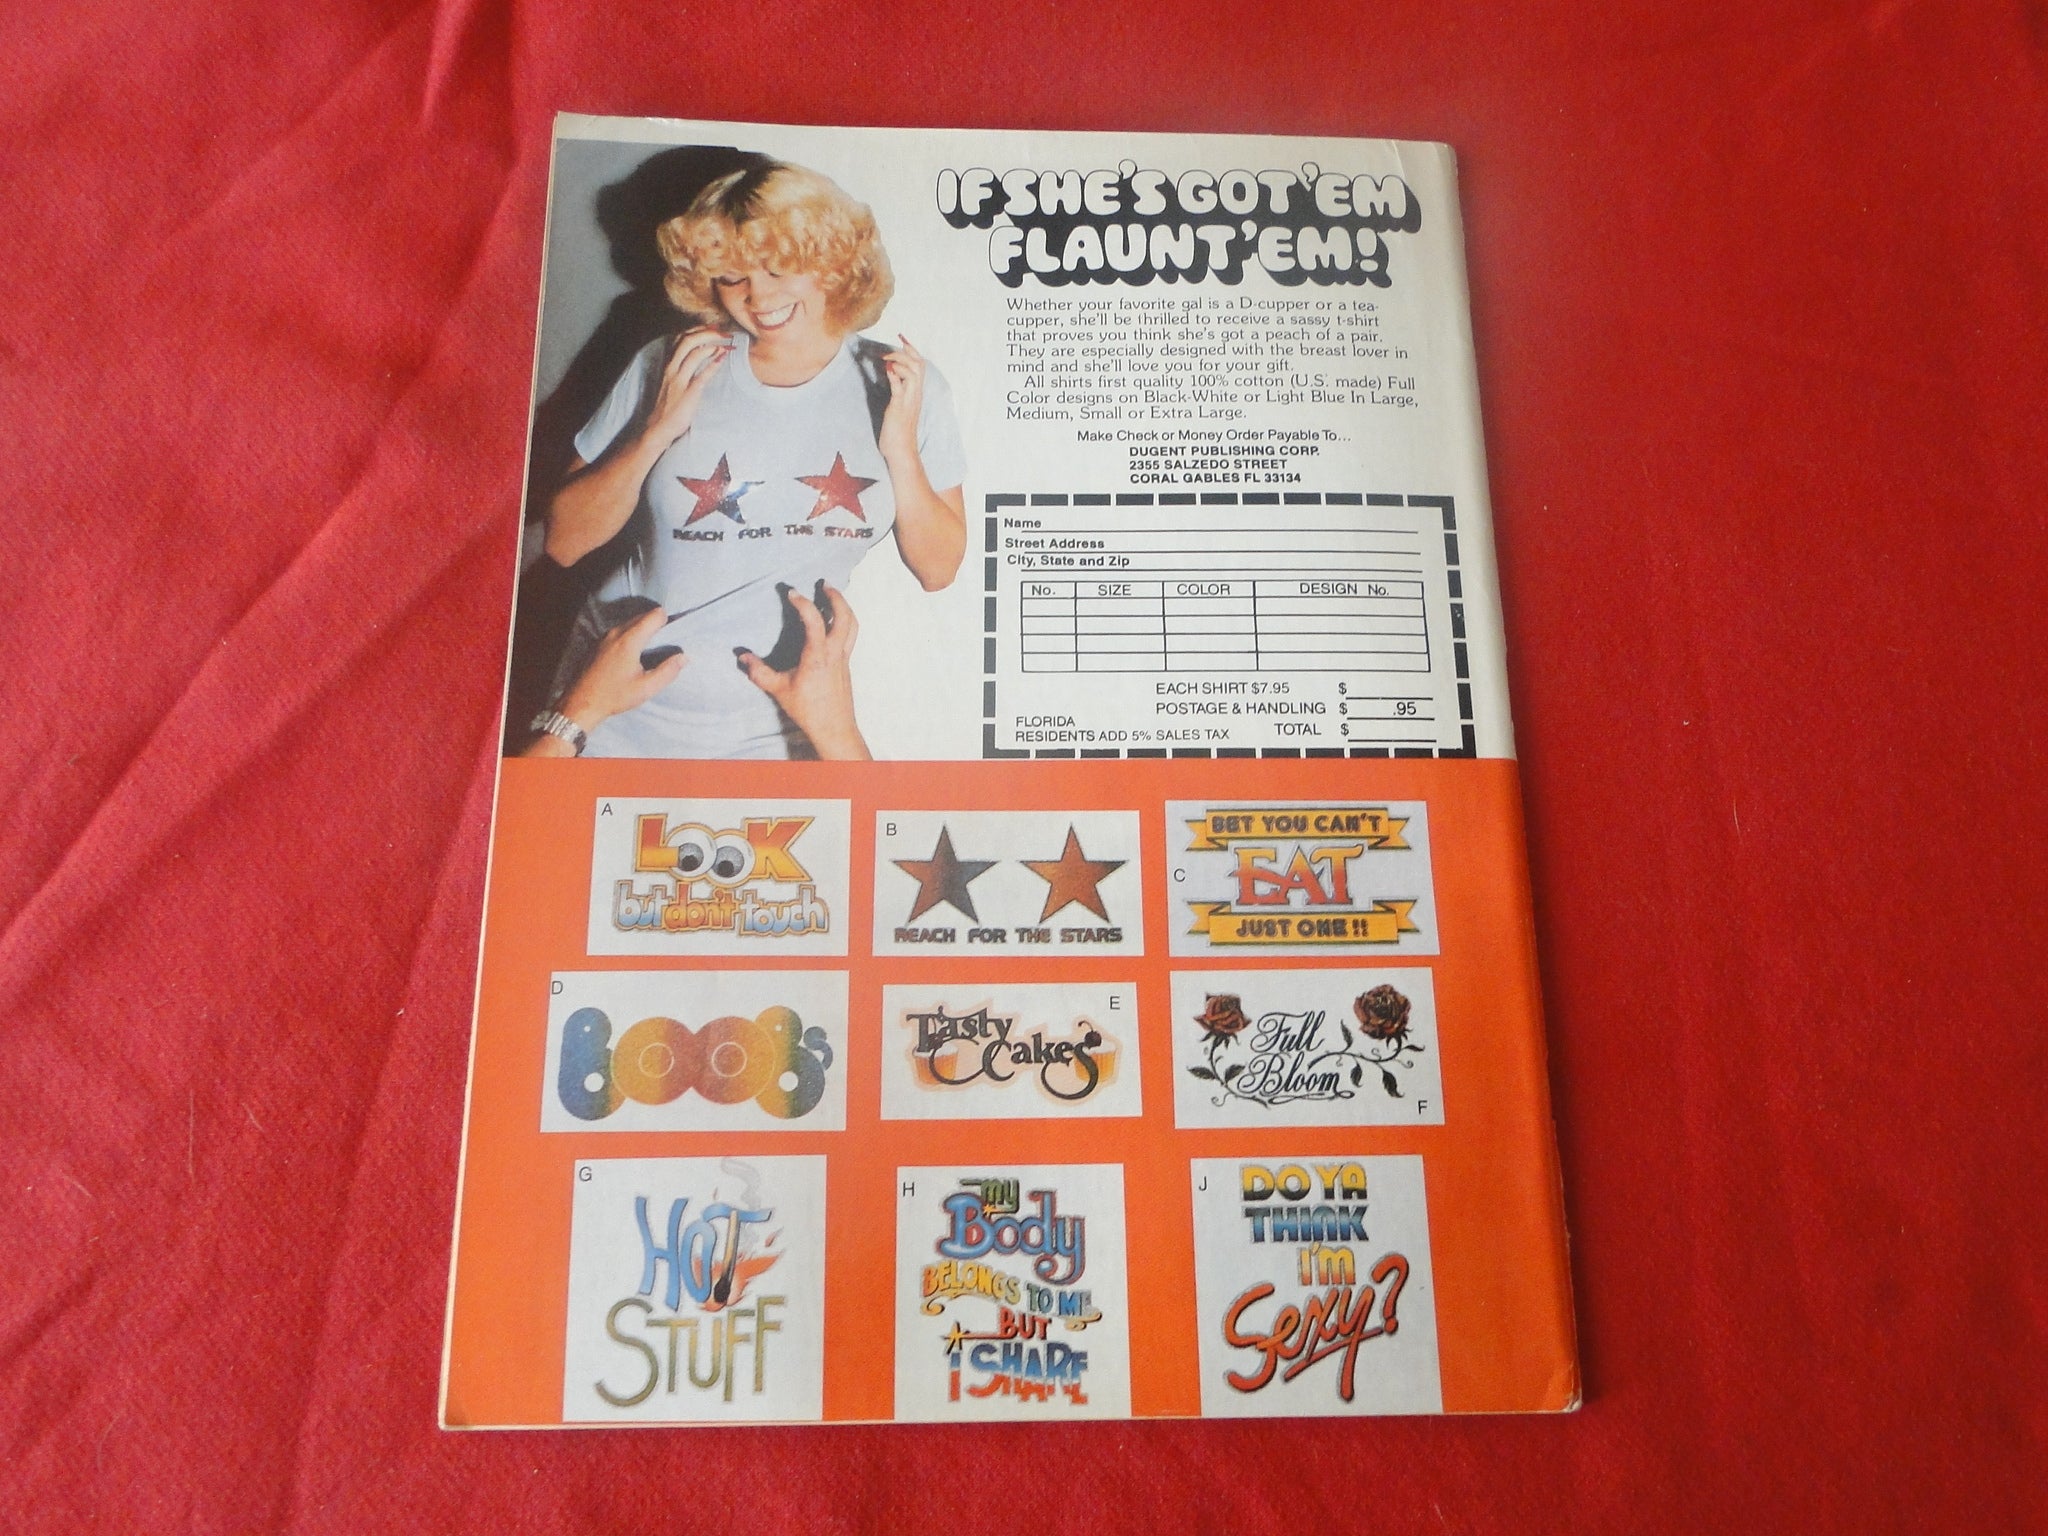 IF SHE'S GOT 'EM
FLAUNT 'EM!
Whether your favorite gal is a D-cupper or a tea-
cupper, she'll be thrilled to receive a sassy t-shirt
that proves you think she's got a peach of a pair.
They are especially designed with the breast lover in
mind and she'll love you for your gift.
All shirts first quality 100% cotton (U.S. made) Full
Color designs on Black-White or Light Blue In Large,
Medium, Small or Extra Large.
Make Check or Money Order Payable To...
DUGENT PUBLISHING CORP.
2355 SALZEDO STREET
CORAL GABLES FL 33134
REACH FOR THE STARS
Name
Street Address
City, State and Zip
No. SIZE COLOR DESIGN No.
EACH SHIRT $7.95 $
POSTAGE & HANDLING $ .95
FLORIDA
RESIDENTS ADD 5% SALES TAX
TOTAL $
A
LOOK
but don't touch
B
REACH FOR THE STARS
C
BET YOU CAN'T
EAT
JUST ONE!!
D
BOOBs
E
Tasty
Cakes
F
Full
Bloom
G
HOT
STUFF
H
my
Body
BELONGS TO ME
BUT
I SHARE
J
DO YA
THINK
I'm
Sexy?